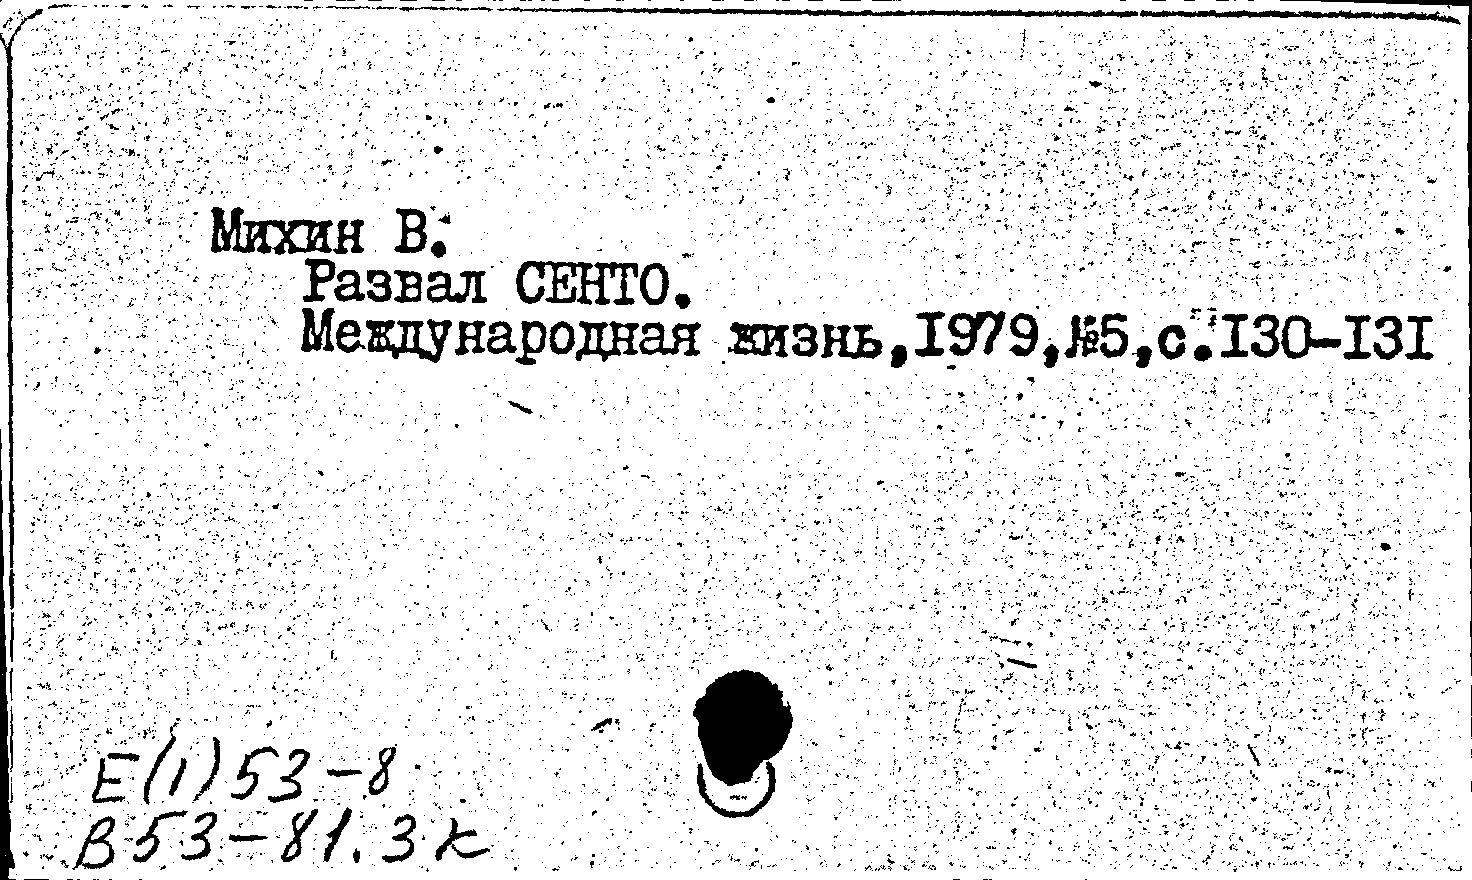 Михин В.
Развал СЕНТО.
Международная жизнь,1979,№5,с.130-131
Е(1)53-8
В53-81.3к